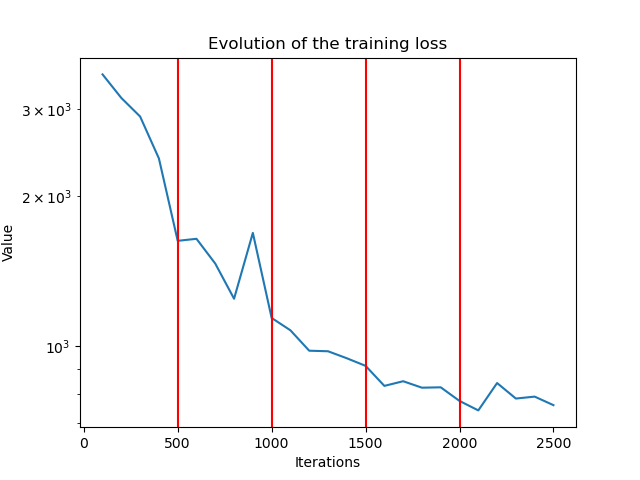 Evolution of the training loss
Value
3 × 10³
2 × 10³
10³
0 500 1000 1500 2000 2500
Iterations